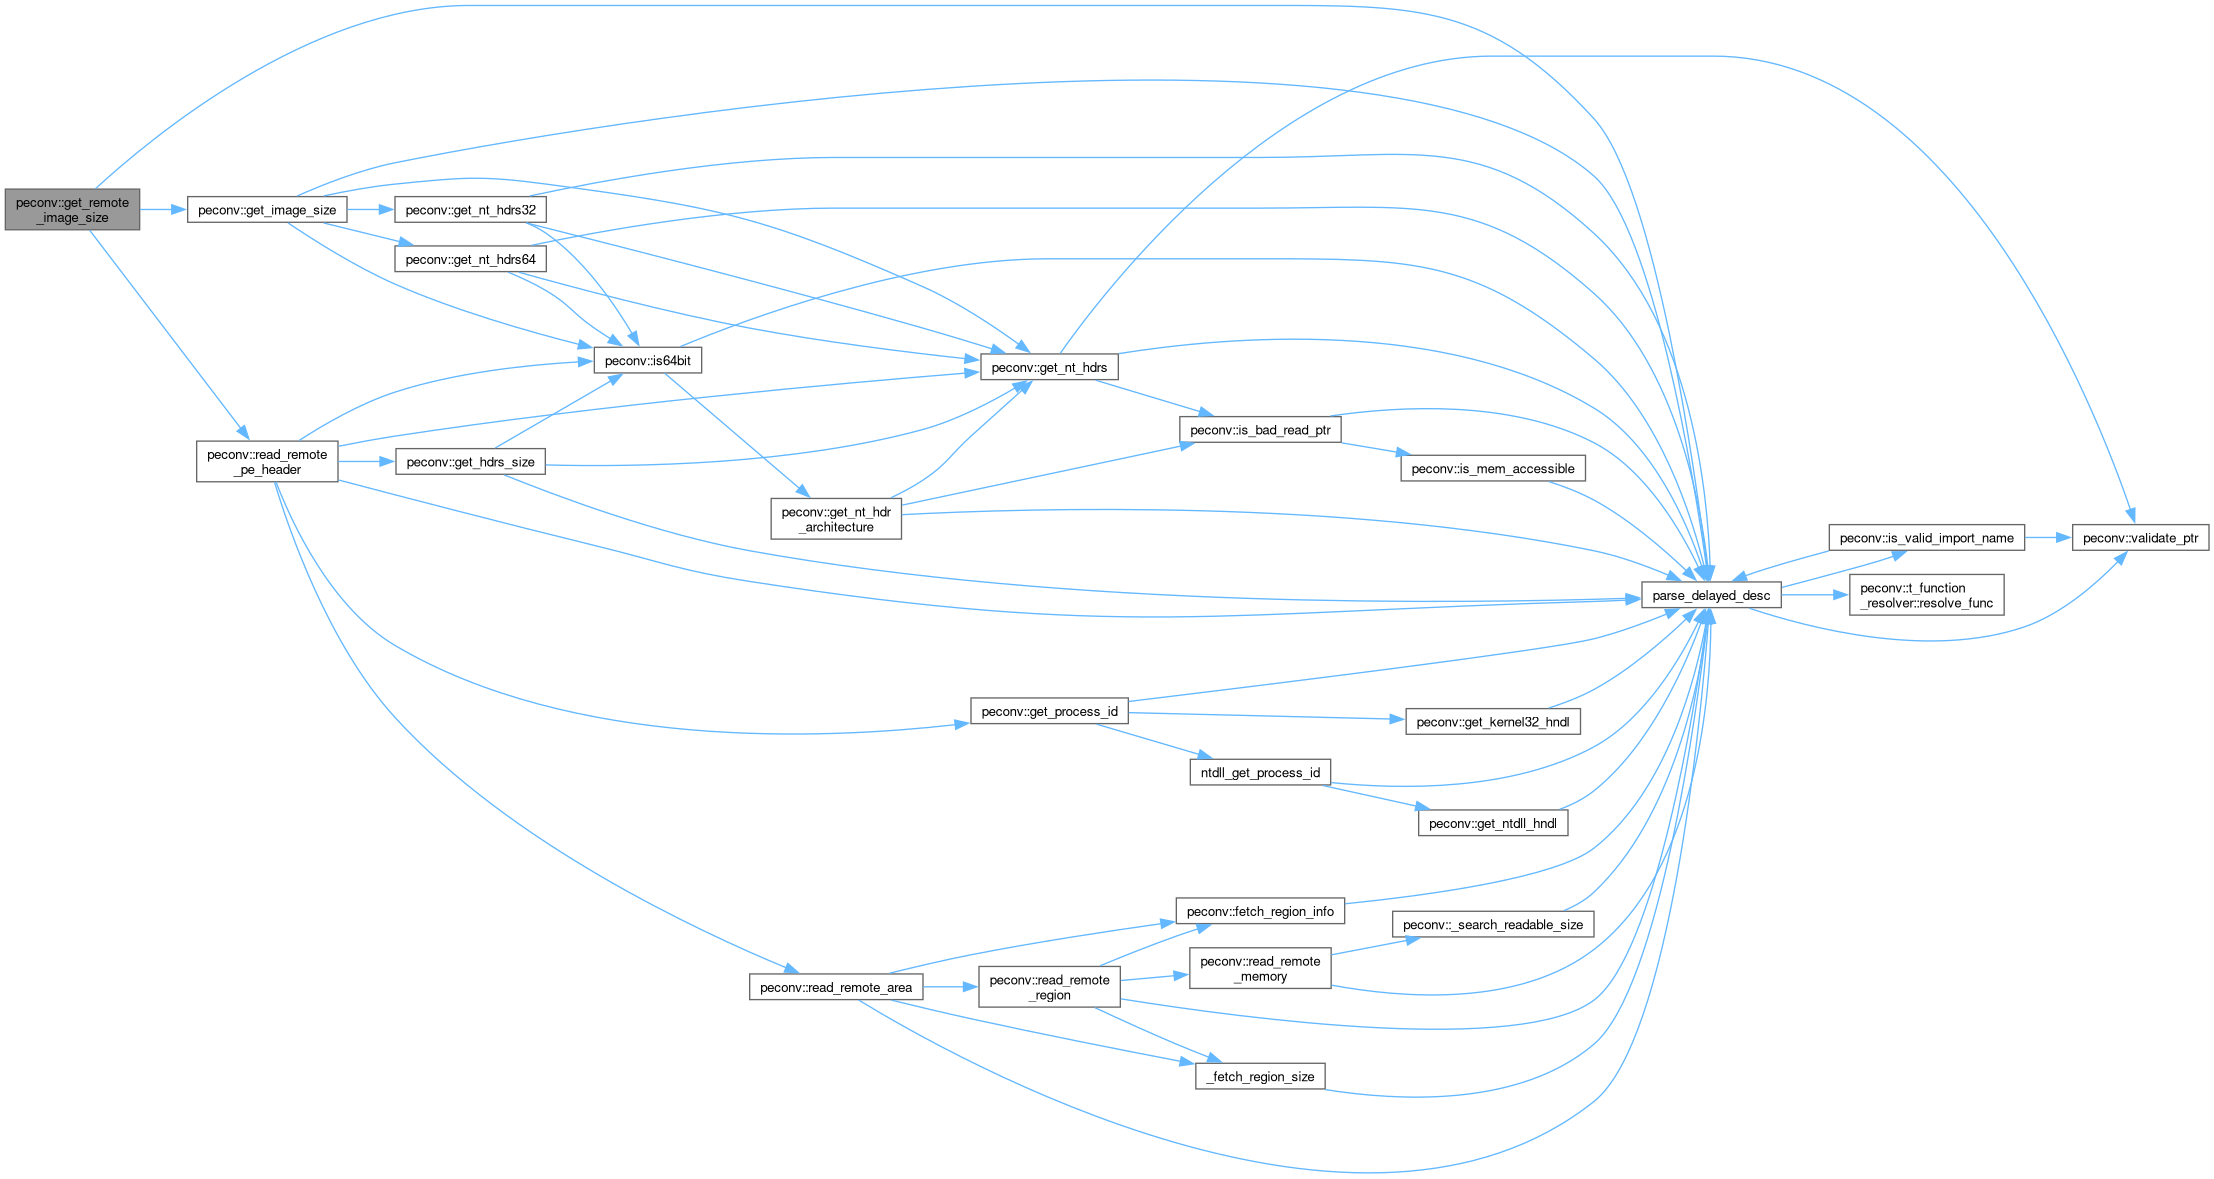 peconv::get_remote
_image_size
peconv::get_image_size
peconv::get_nt_hdrs32
peconv::get_nt_hdrs64
peconv::is64bit
peconv::get_nt_hdrs
peconv::read_remote
_pe_header
peconv::get_hdrs_size
peconv::get_nt_hdr
_architecture
peconv::is_bad_read_ptr
peconv::is_mem_accessible
peconv::is_valid_import_name
peconv::validate_ptr
parse_delayed_desc
peconv::t_function
_resolver::resolve_func
peconv::get_process_id
peconv::get_kernel32_hndl
ntdll_get_process_id
peconv::get_ntdll_hndl
peconv::fetch_region_info
peconv::_search_readable_size
peconv::read_remote_area
peconv::read_remote
_region
peconv::read_remote
_memory
_fetch_region_size